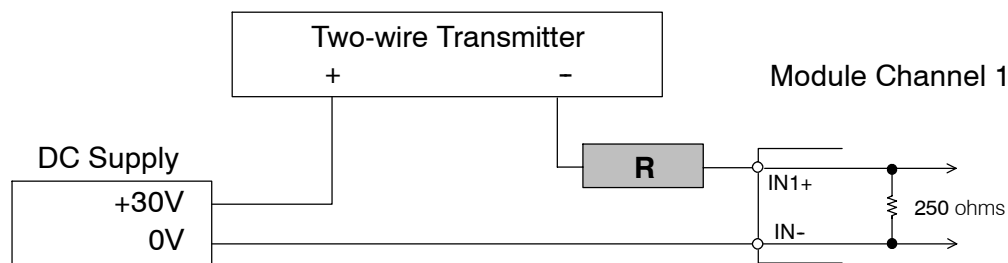 Two-wire Transmitter
+ −
Module Channel 1
DC Supply
R
+30V
IN1+
250 ohms
0V
IN−